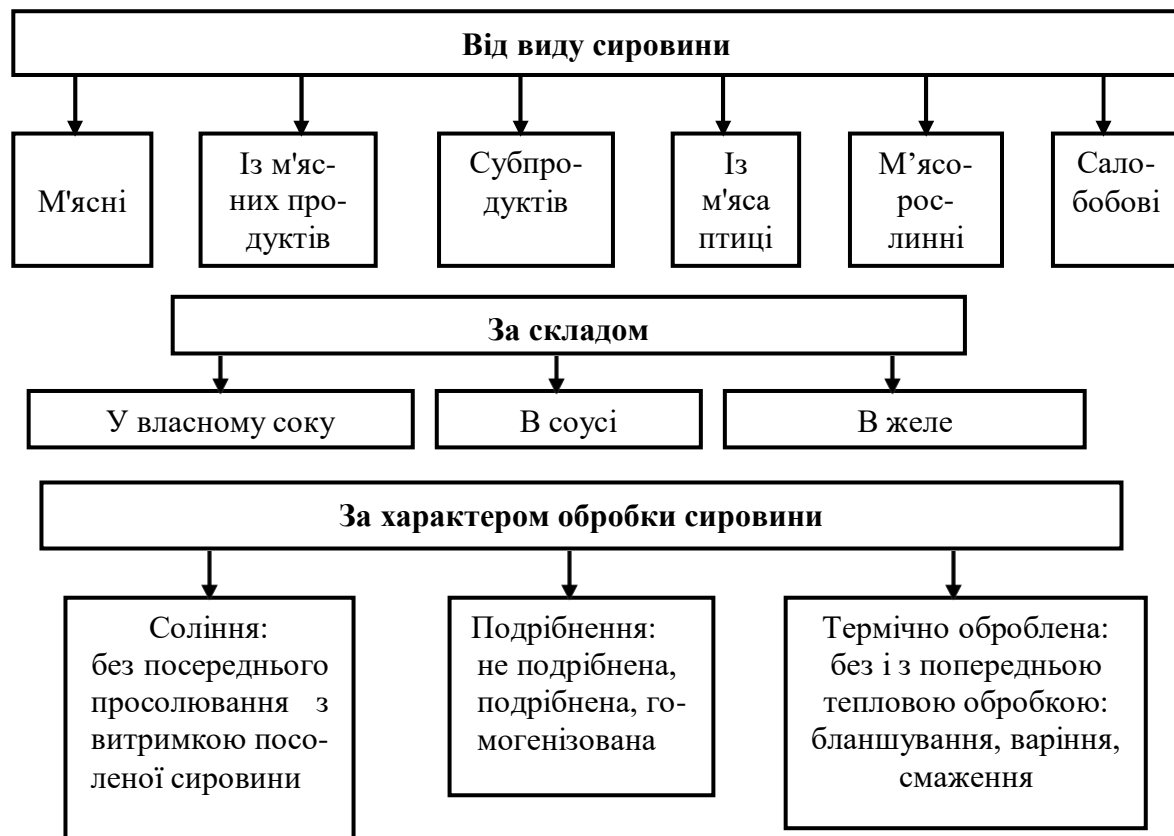 Від виду сировини
М'ясні
Із м'яс-
них про-
дуктів
Субпро-
дуктів
Із
м'яса
птиці
М’ясо-
рос-
линні
Сало-
бобові
За складом
У власному соку
В соусі
В желе
За характером обробки сировини
Соління:
без посереднього
просолювання з
витримкою посо-
леної сировини
Подрібнення:
не подрібнена,
подрібнена, го-
могенізована
Термічно оброблена:
без і з попередньою
тепловою обробкою:
бланшування, варіння,
смаження